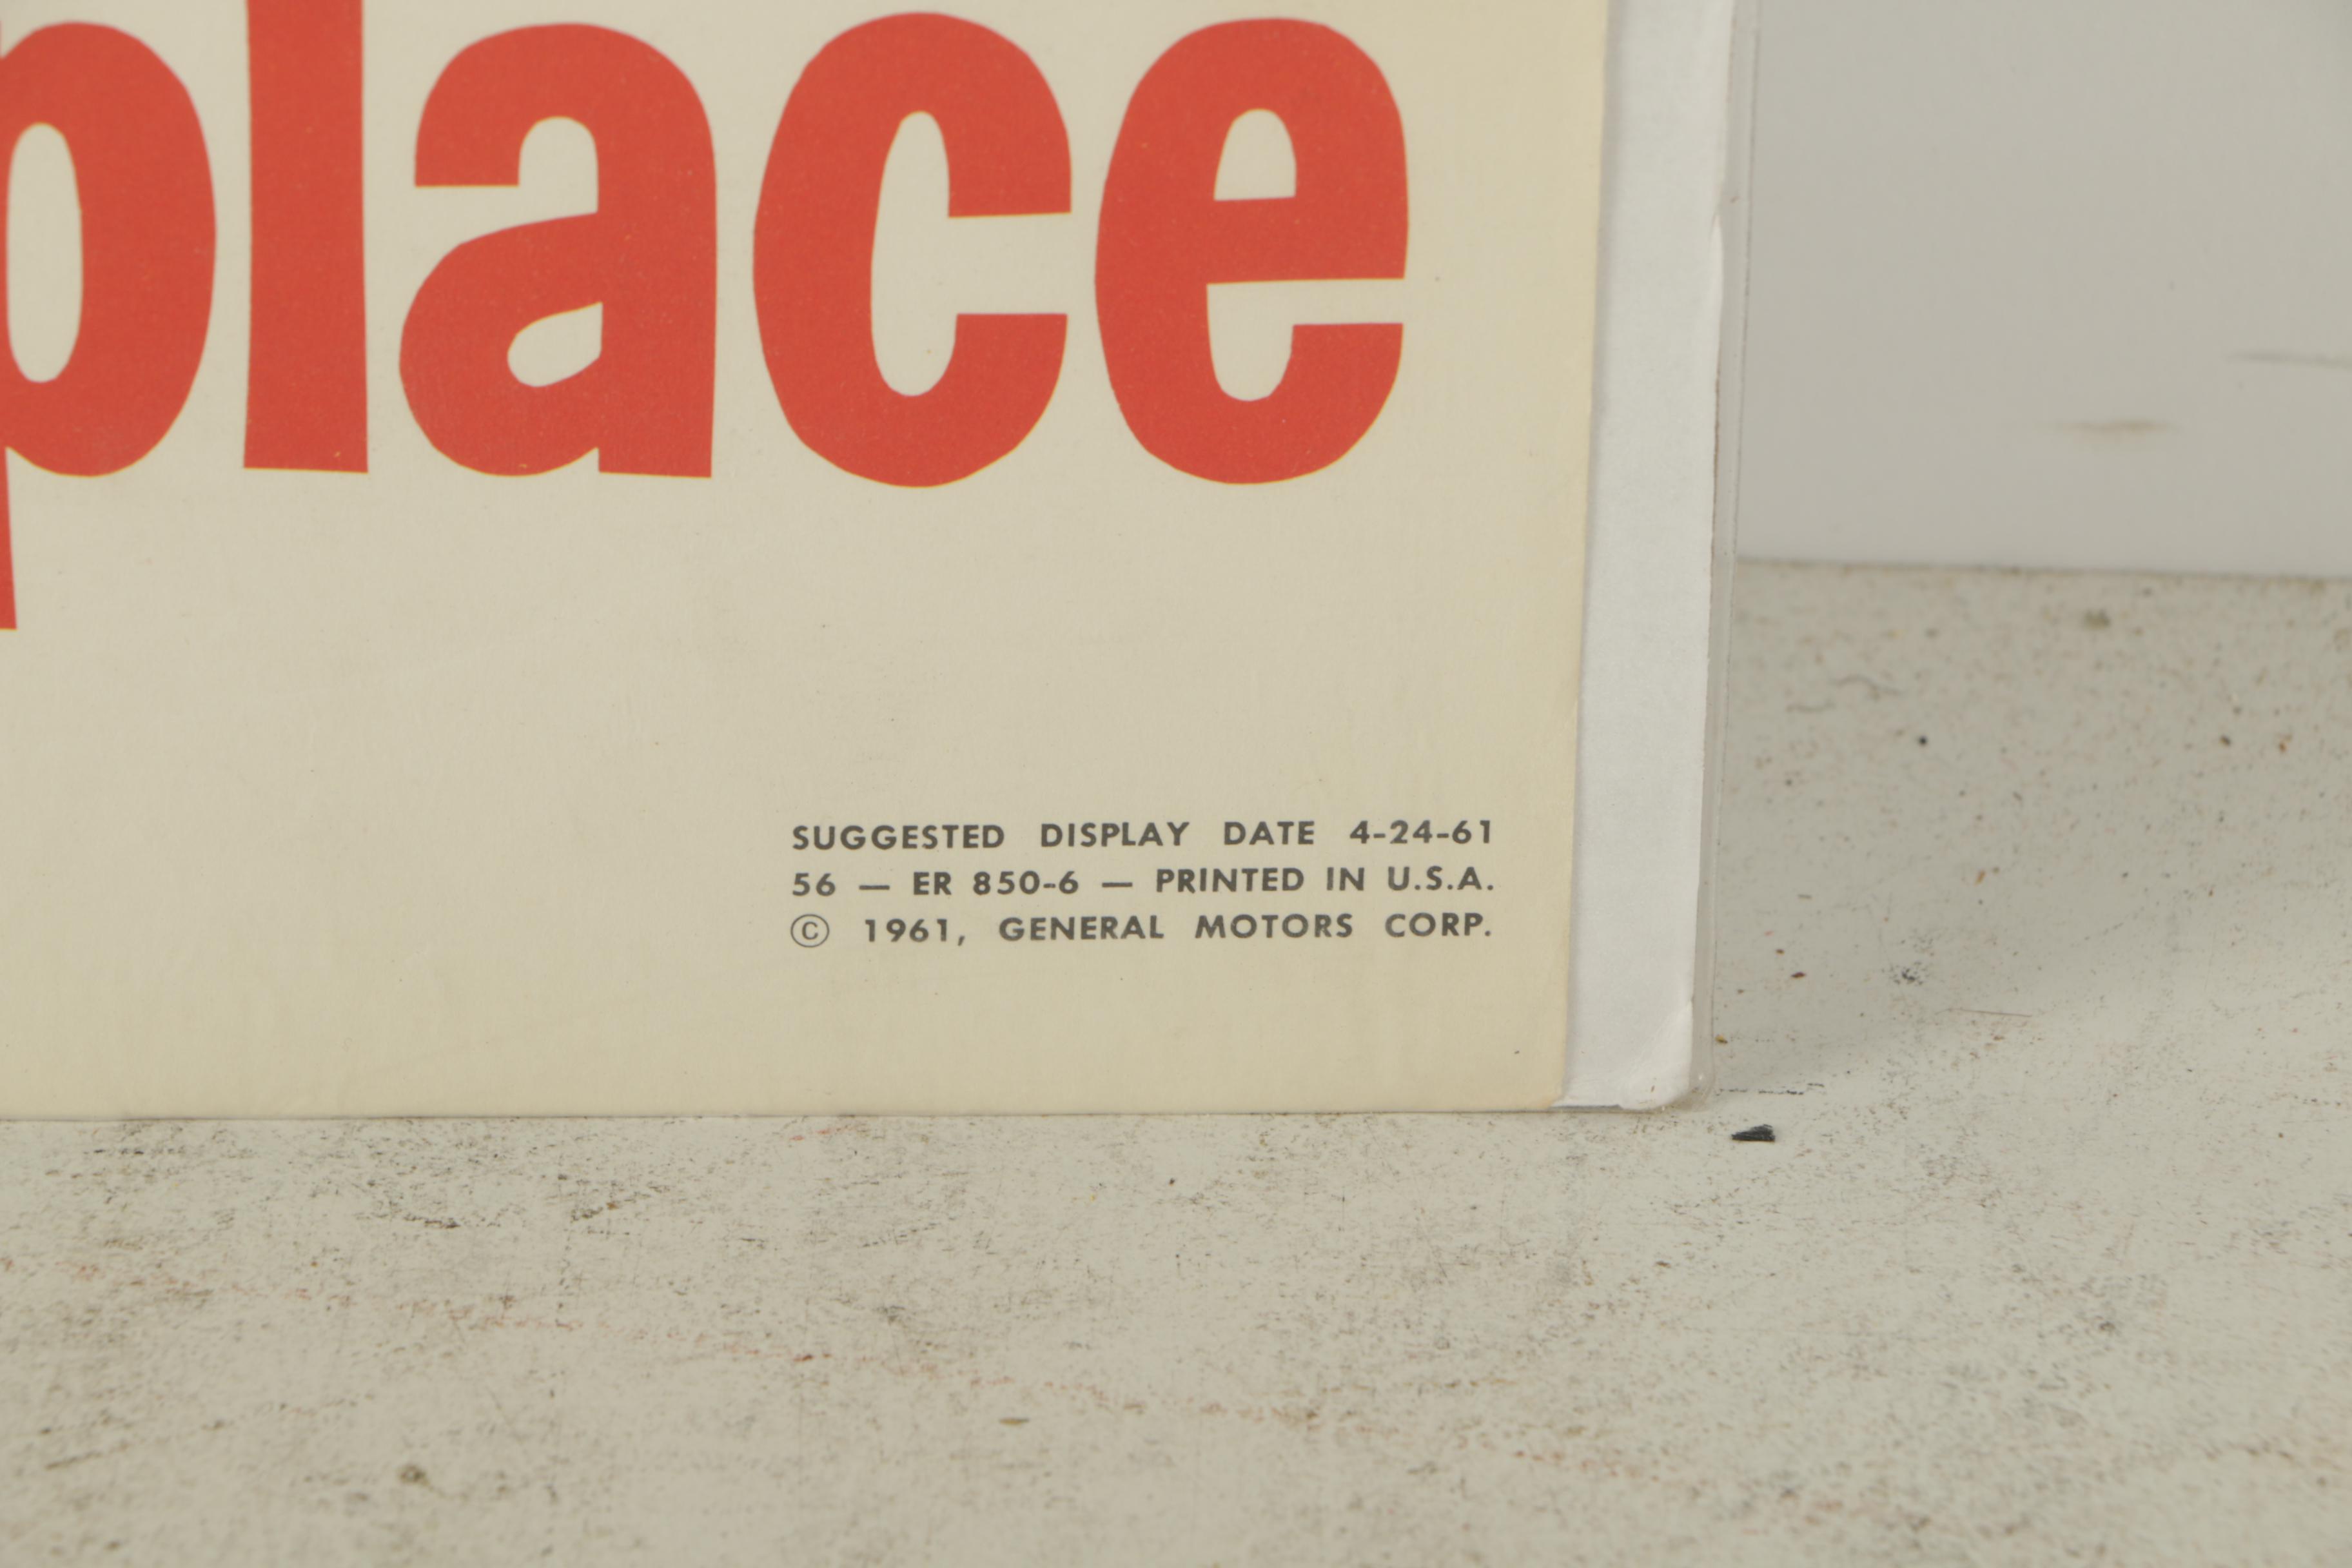 place
SUGGESTED DISPLAY DATE 4-24-61
56 — ER 850-6 — PRINTED IN U.S.A.
© 1961, GENERAL MOTORS CORP.